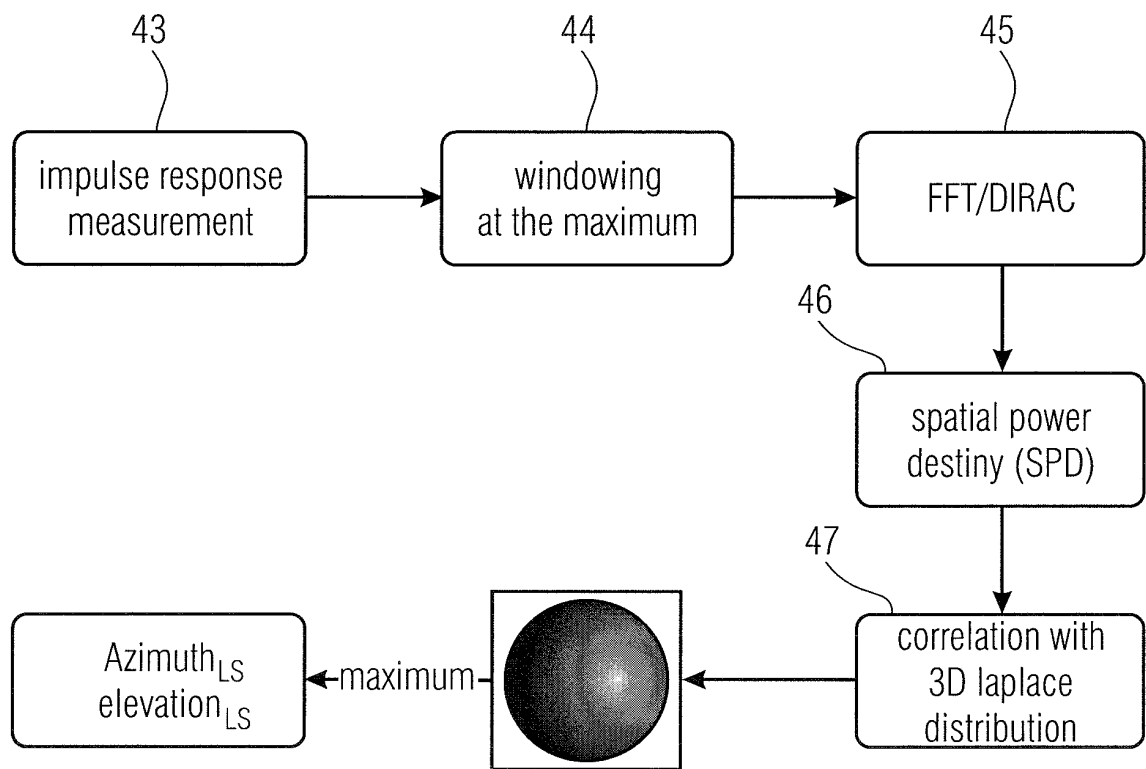 43
44
45
impulse response
measurement
windowing
at the maximum
FFT/DIRAC
46
spatial power
destiny (SPD)
47
correlation with
3D laplace
distribution
maximum
Azimuth_LS
elevation_LS